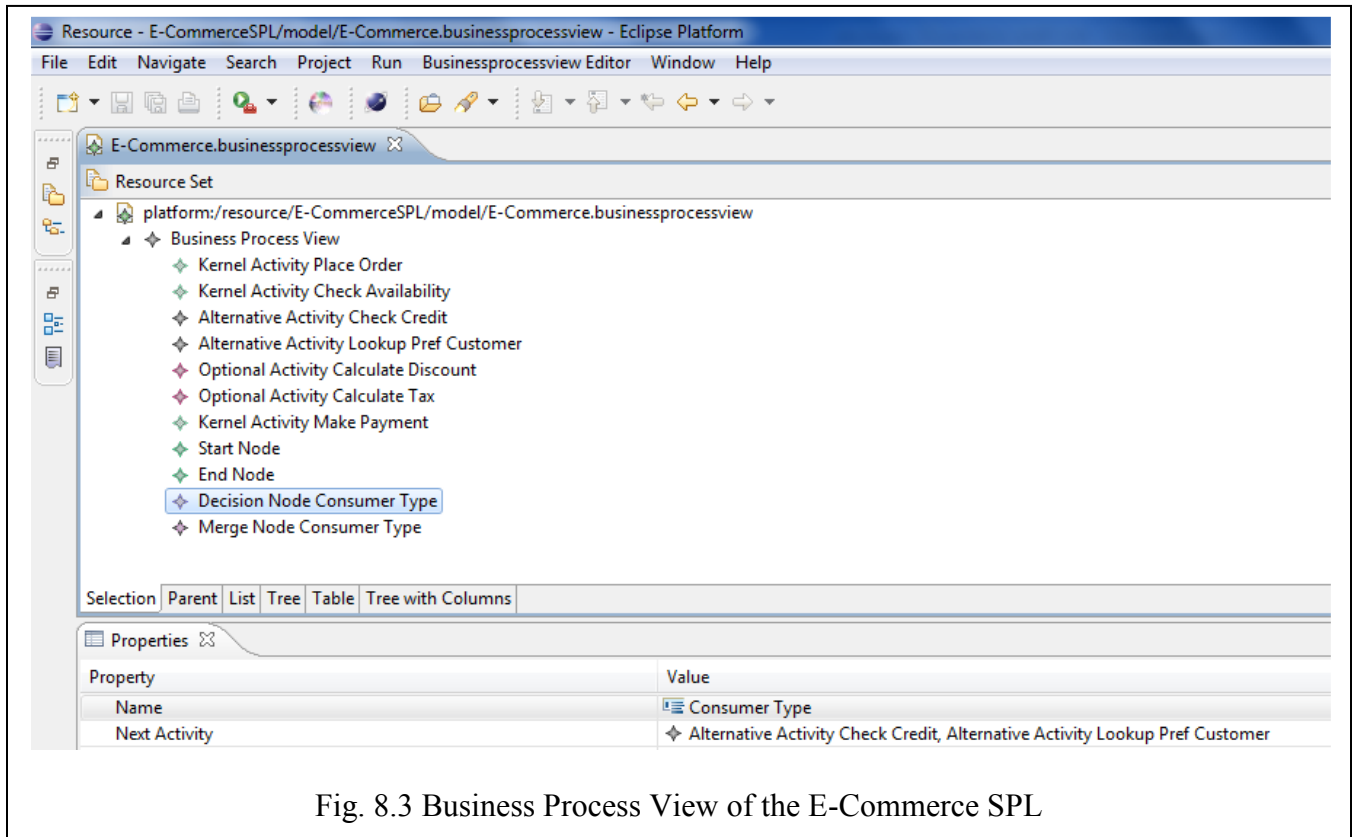 Resource - E-CommerceSPL/model/E-Commerce.businessprocessview - Eclipse Platform
File Edit Navigate Search Project Run Businessprocessview Editor Window Help
E-Commerce.businessprocessview
Resource Set
platform:/resource/E-CommerceSPL/model/E-Commerce.businessprocessview
Business Process View
Kernel Activity Place Order
Kernel Activity Check Availability
Alternative Activity Check Credit
Alternative Activity Lookup Pref Customer
Optional Activity Calculate Discount
Optional Activity Calculate Tax
Kernel Activity Make Payment
Start Node
End Node
Decision Node Consumer Type
Merge Node Consumer Type
Selection Parent List Tree Table Tree with Columns
Properties
Property Value
Name Consumer Type
Next Activity Alternative Activity Check Credit, Alternative Activity Lookup Pref Customer
Fig. 8.3 Business Process View of the E-Commerce SPL